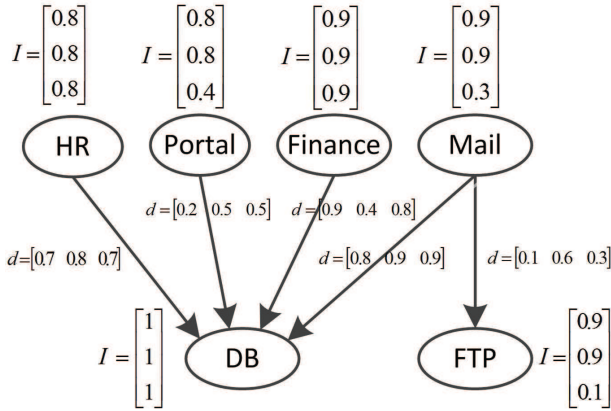 I = [0.8 0.8 0.8]
I = [0.8 0.8 0.4]
I = [0.9 0.9 0.9]
I = [0.9 0.9 0.3]
HR
Portal
Finance
Mail
d=[0.2 0.5 0.5]
d=[0.9 0.4 0.8]
d=[0.7 0.8 0.7]
d=[0.8 0.9 0.9]
d=[0.1 0.6 0.3]
I = [1 1 1]
DB
FTP
I = [0.9 0.9 0.1]